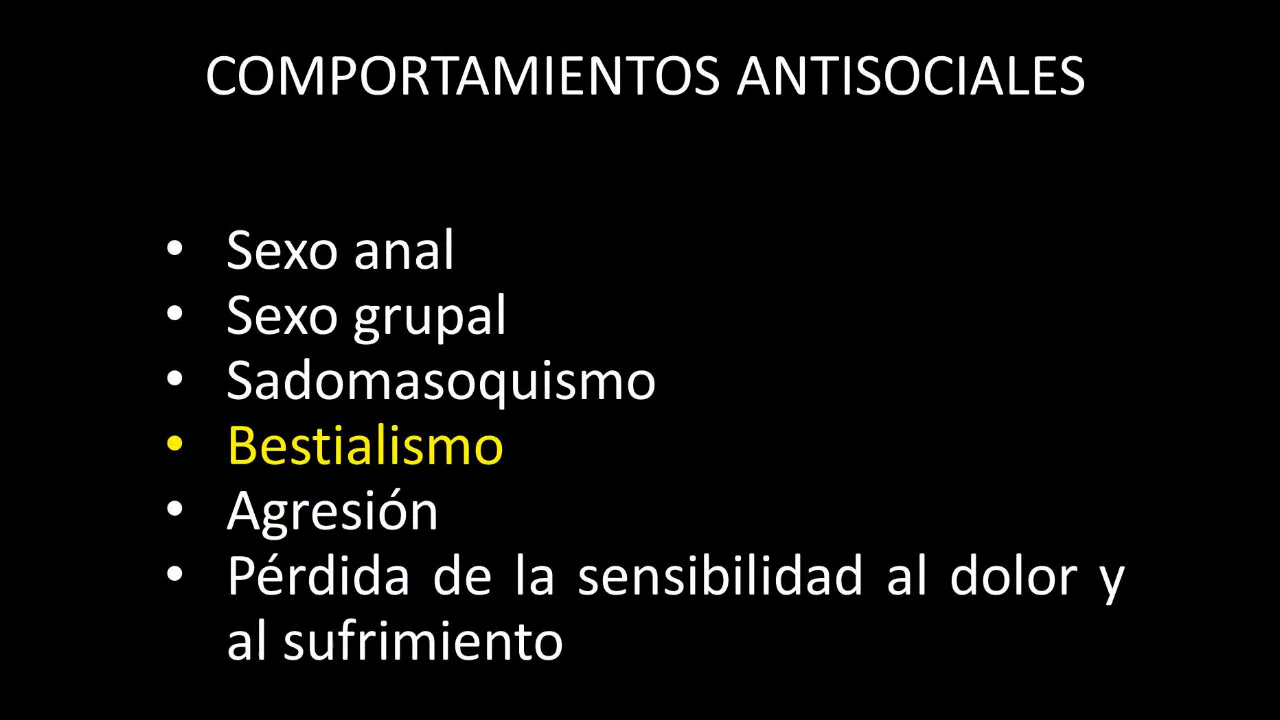 COMPORTAMIENTOS ANTISOCIALES
• Sexo anal
• Sexo grupal
• Sadomasoquismo
• Bestialismo
• Agresión
• Pérdida de la sensibilidad al dolor y
al sufrimiento